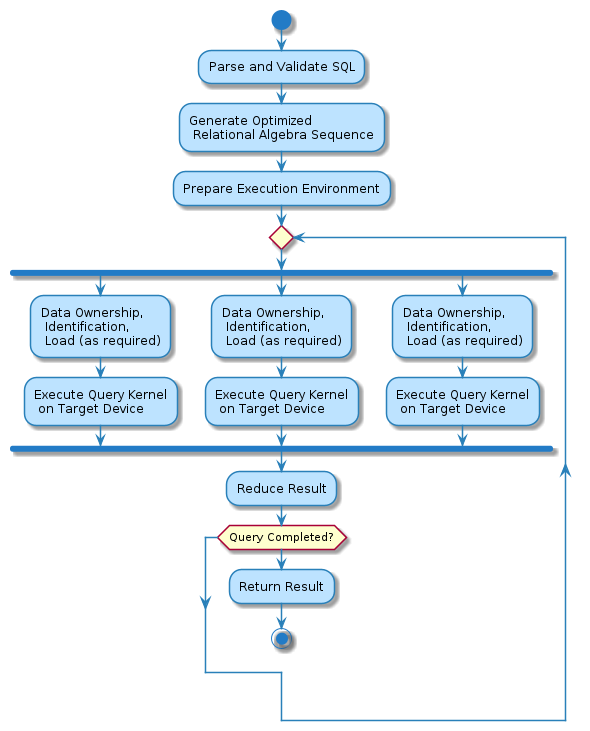 Parse and Validate SQL
Generate Optimized
Relational Algebra Sequence
Prepare Execution Environment
Data Ownership,
Identification,
Load (as required)
Data Ownership,
Identification,
Load (as required)
Data Ownership,
Identification,
Load (as required)
Execute Query Kernel
on Target Device
Execute Query Kernel
on Target Device
Execute Query Kernel
on Target Device
Reduce Result
Query Completed?
Return Result